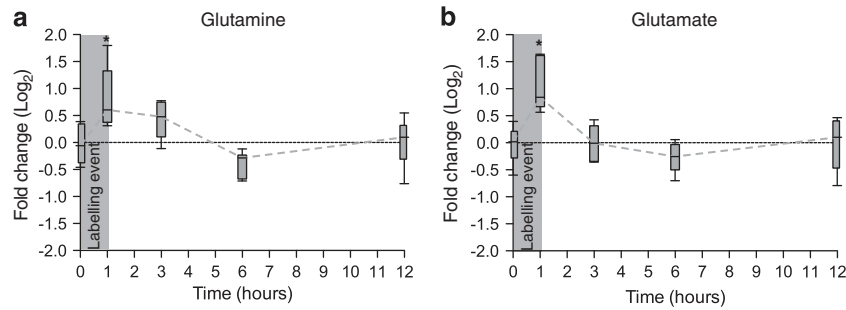 a
Glutamine
Fold change (Log2)
2.0
1.5
1.0
0.5
0.0
-0.5
-1.0
-1.5
-2.0
*
Labelling event
0 1 2 3 4 5 6 7 8 9 10 11 12
Time (hours)
b
Glutamate
Fold change (Log2)
2.0
1.5
1.0
0.5
0.0
-0.5
-1.0
-1.5
-2.0
*
Labelling event
0 1 2 3 4 5 6 7 8 9 10 11 12
Time (hours)